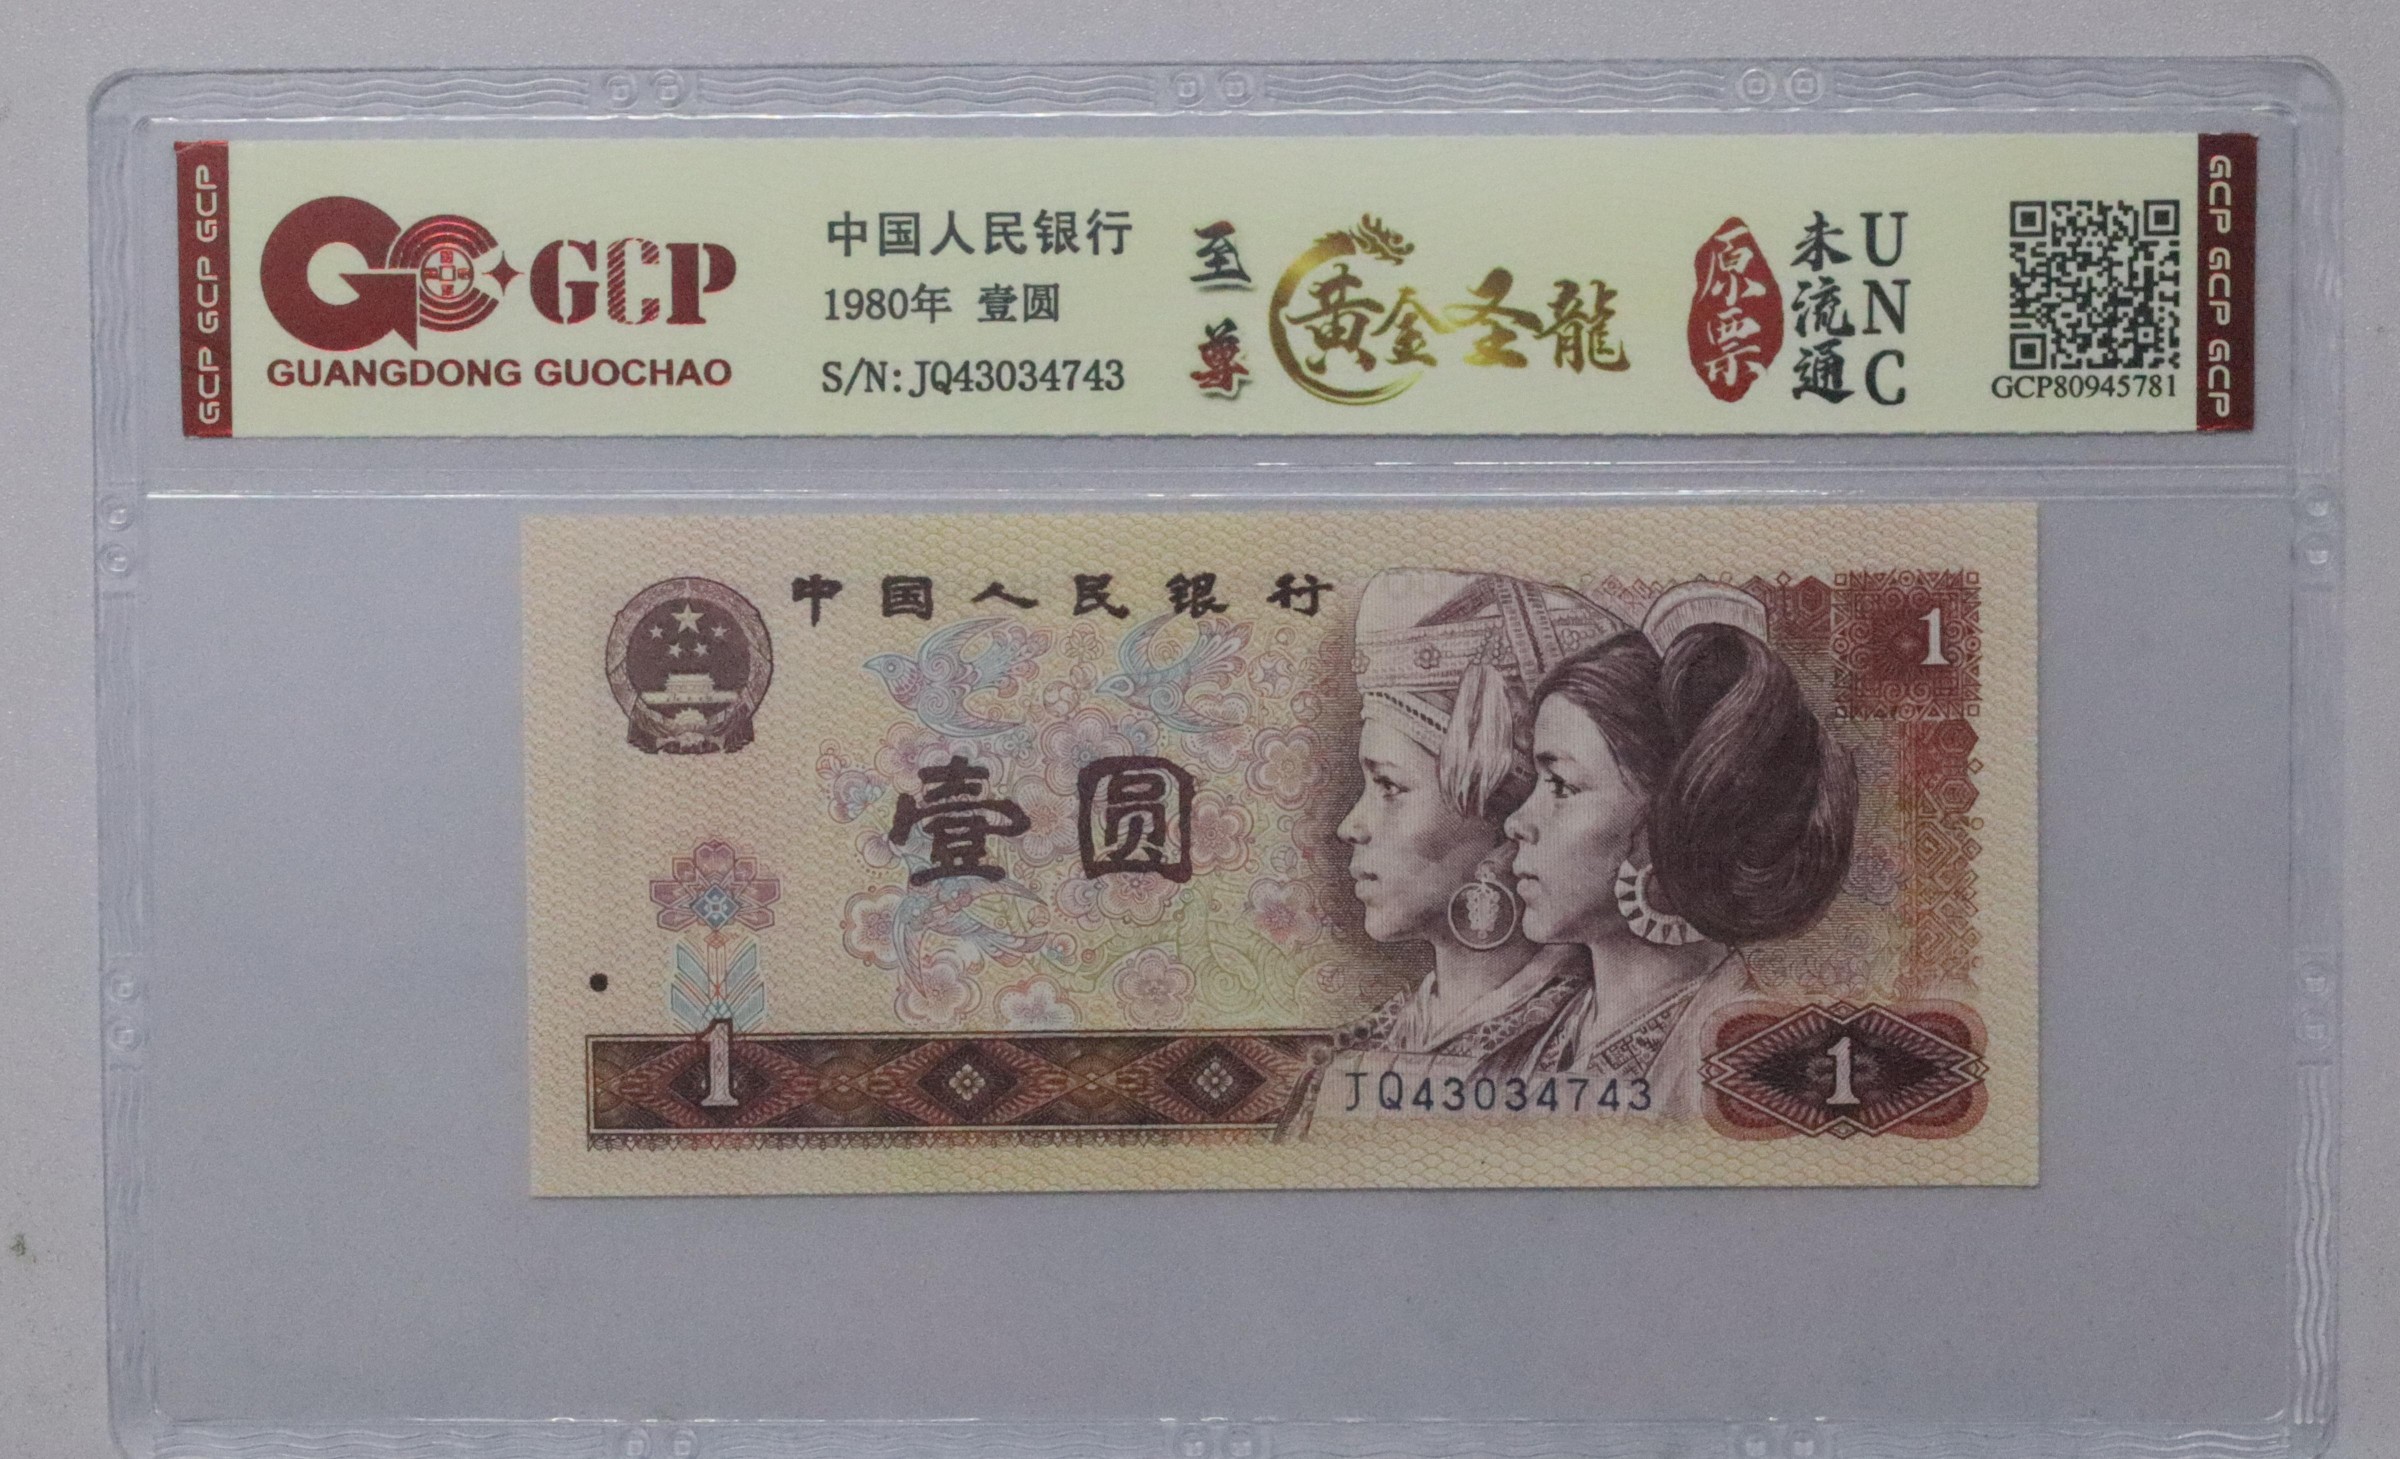 GCP GCP GCP
GCP
GUANGDONG GUOCHAO
中国人民银行
1980年 壹圆
S/N: JQ43034743
至尊
黄金圣龍
原票
未流通
UNC
GCP80945781
GCP GCP GCP
中国人民银行
1
壹圆
1
JQ43034743
1